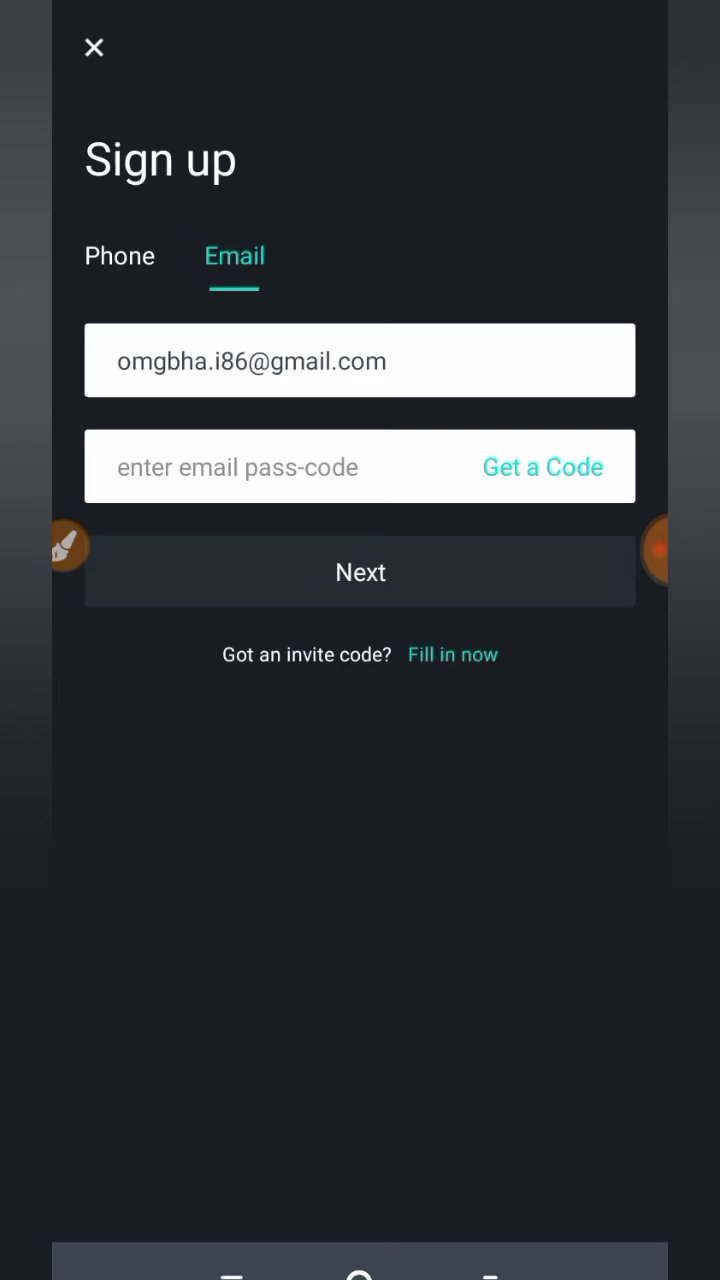 Sign up
Phone Email
omgbha.i86@gmail.com
enter email pass-code Get a Code
Next
Got an invite code? Fill in now